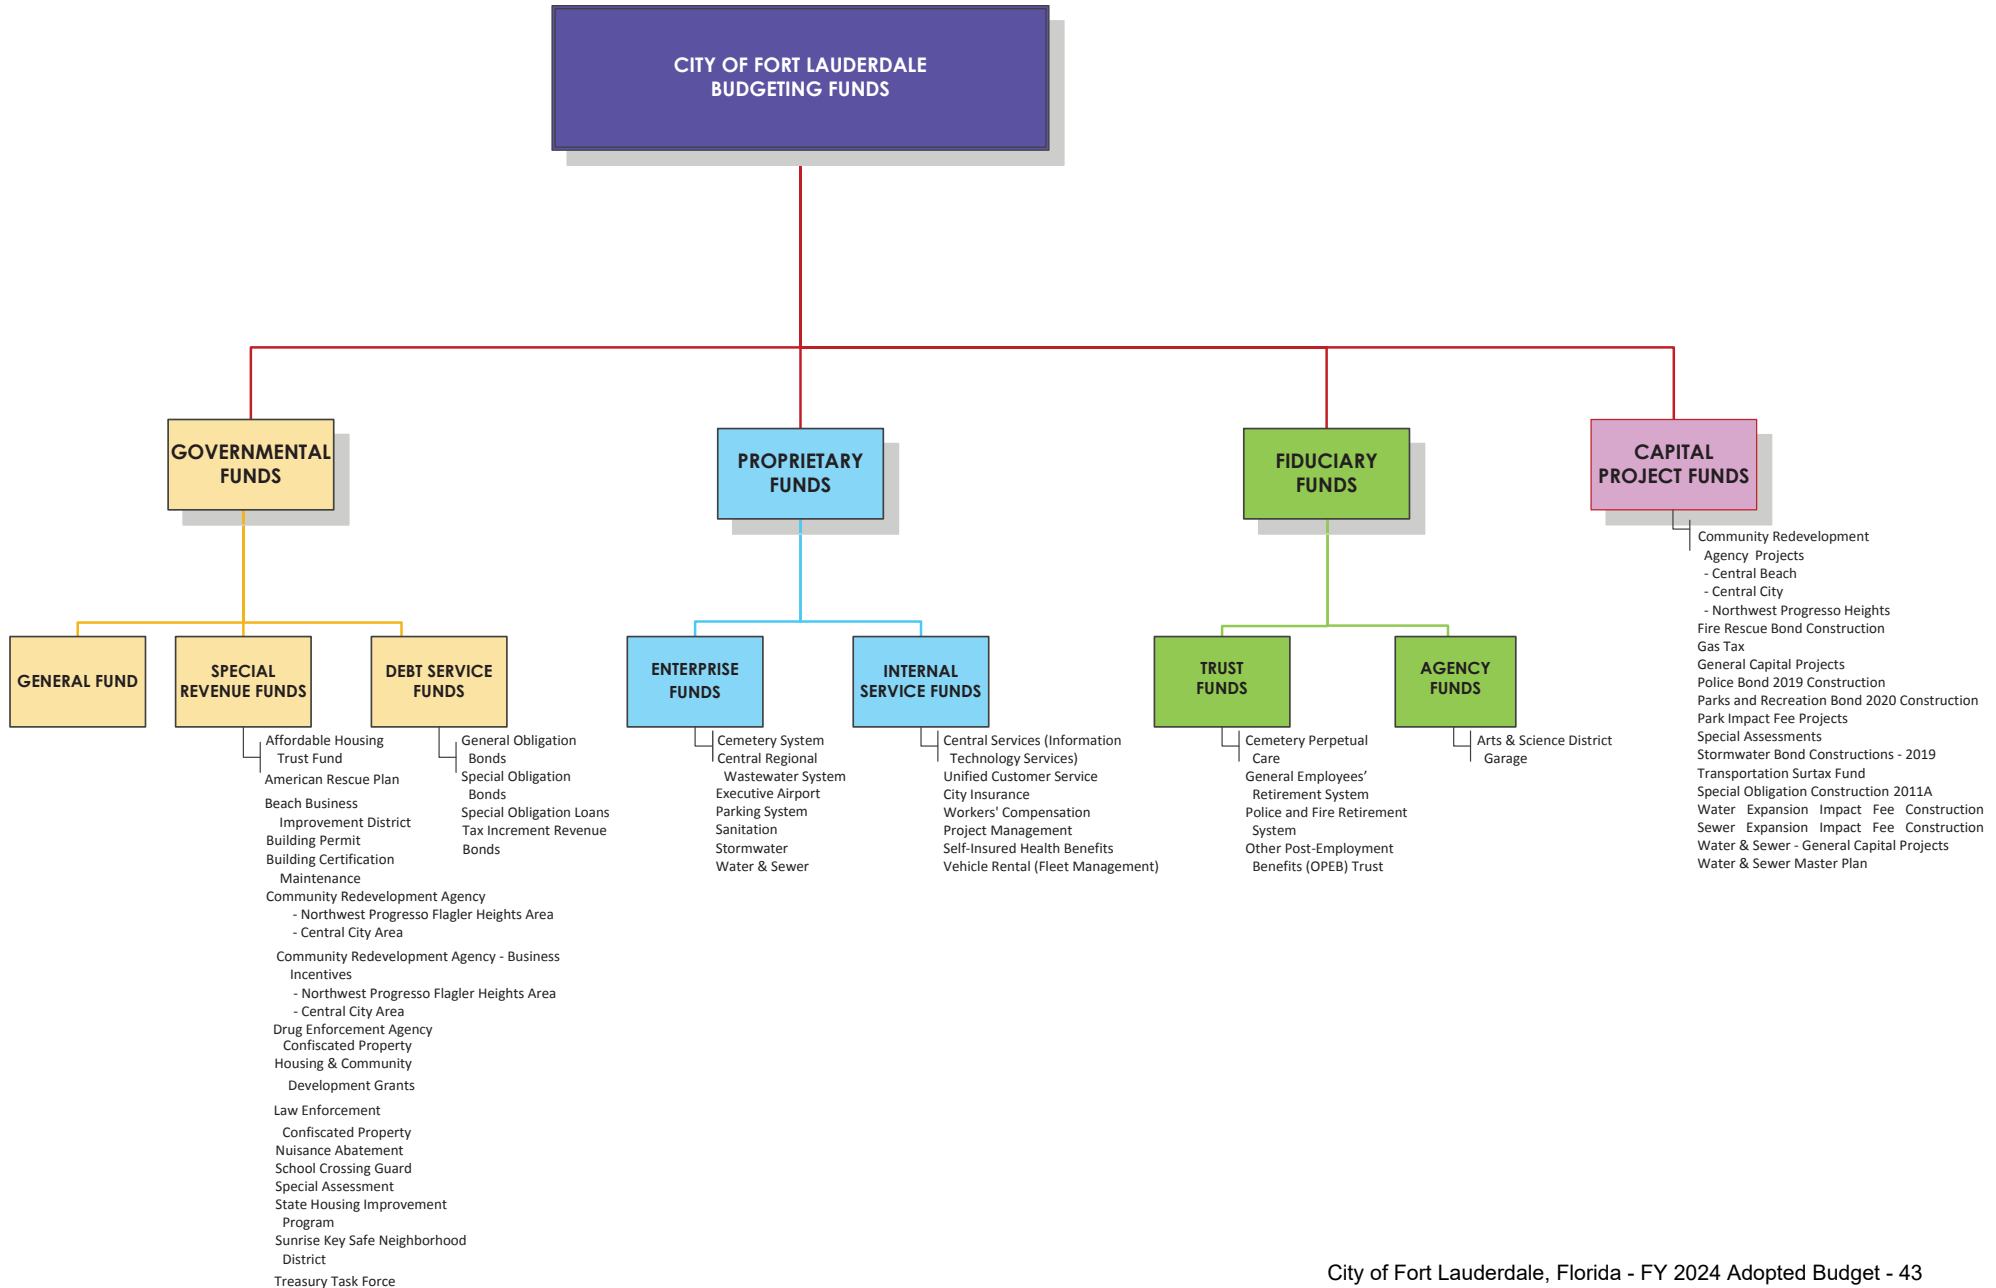 CITY OF FORT LAUDERDALE
BUDGETING FUNDS
GOVERNMENTAL
FUNDS
PROPRIETARY
FUNDS
FIDUCIARY
FUNDS
CAPITAL
PROJECT FUNDS
GENERAL FUND
SPECIAL
REVENUE FUNDS
Affordable Housing
Trust Fund
American Rescue Plan
Beach Business
Improvement District
Building Permit
Building Certification
Maintenance
Community Redevelopment Agency
- Northwest Progresso Flagler Heights Area
- Central City Area
Community Redevelopment Agency - Business
Incentives
- Northwest Progresso Flagler Heights Area
- Central City Area
Drug Enforcement Agency
Confiscated Property
Housing & Community
Development Grants
Law Enforcement
Confiscated Property
Nuisance Abatement
School Crossing Guard
Special Assessment
State Housing Improvement
Program
Sunrise Key Safe Neighborhood
District
Treasury Task Force
DEBT SERVICE
FUNDS
General Obligation
Bonds
Special Obligation
Bonds
Special Obligation Loans
Tax Increment Revenue
Bonds
ENTERPRISE
FUNDS
Cemetery System
Central Regional
Wastewater System
Executive Airport
Parking System
Sanitation
Stormwater
Water & Sewer
INTERNAL
SERVICE FUNDS
Central Services (Information
Technology Services)
Unified Customer Service
City Insurance
Workers' Compensation
Project Management
Self-Insured Health Benefits
Vehicle Rental (Fleet Management)
TRUST
FUNDS
Cemetery Perpetual
Care
General Employees’
Retirement System
Police and Fire Retirement
System
Other Post-Employment
Benefits (OPEB) Trust
AGENCY
FUNDS
Arts & Science District
Garage
Community Redevelopment
Agency Projects
- Central Beach
- Central City
- Northwest Progresso Heights
Fire Rescue Bond Construction
Gas Tax
General Capital Projects
Police Bond 2019 Construction
Parks and Recreation Bond 2020 Construction
Park Impact Fee Projects
Special Assessments
Stormwater Bond Constructions - 2019
Transportation Surtax Fund
Special Obligation Construction 2011A
Water Expansion Impact Fee Construction
Sewer Expansion Impact Fee Construction
Water & Sewer - General Capital Projects
Water & Sewer Master Plan
City of Fort Lauderdale, Florida - FY 2024 Adopted Budget - 43